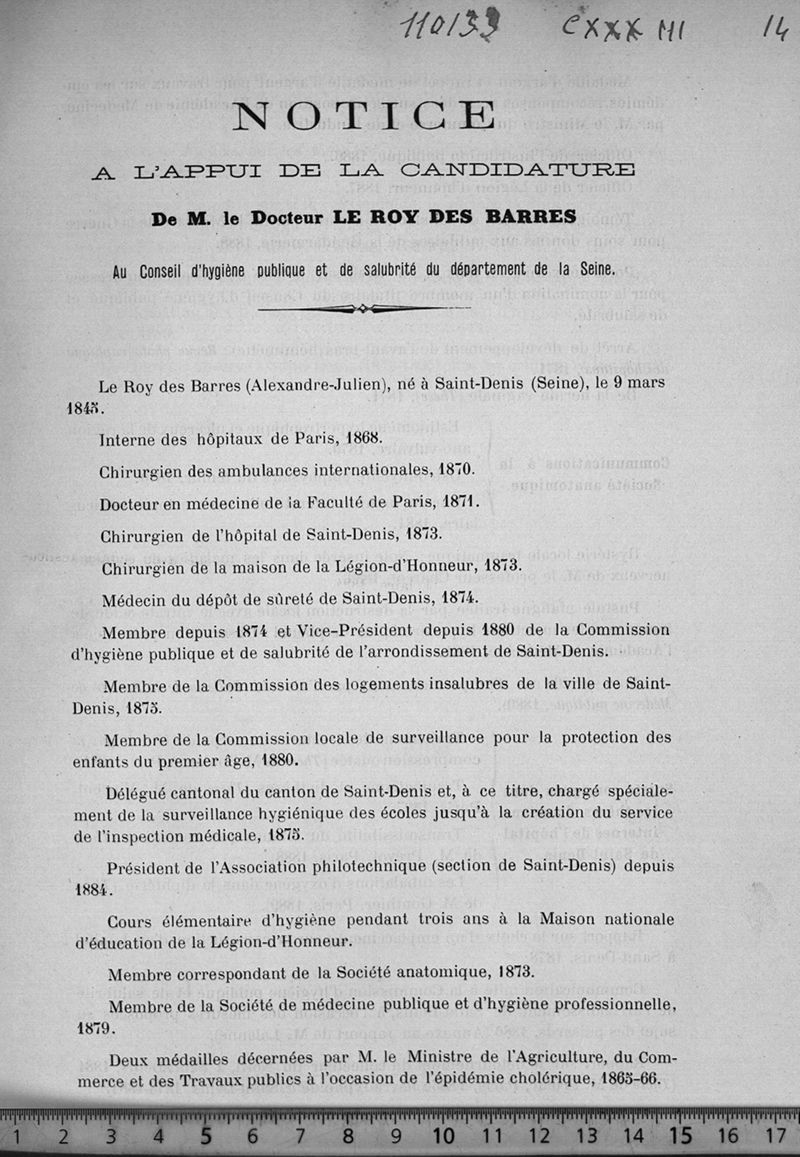 110133 CXXXIII 14
NOTICE
A L'APPUI DE LA CANDIDATURE
De M. le Docteur LE ROY DES BARRES
Au Conseil d'hygiène publique et de salubrité du département de la Seine.
Le Roy des Barres (Alexandre-Julien), né à Saint-Denis (Seine), le 9 mars
1845.
Interne des hôpitaux de Paris, 1868.
Chirurgien des ambulances internationales, 1870.
Docteur en médecine de la Faculté de Paris, 1871.
Chirurgien de l'hôpital de Saint-Denis, 1873.
Chirurgien de la maison de la Légion-d'Honneur, 1873.
Médecin du dépôt de sûreté de Saint-Denis, 1874.
Membre depuis 1874 et Vice-Président depuis 1880 de la Commission
d'hygiène publique et de salubrité de l'arrondissement de Saint-Denis.
Membre de la Commission des logements insalubres de la ville de Saint-
Denis, 1875.
Membre de la Commission locale de surveillance pour la protection des
enfants du premier âge, 1880.
Délégué cantonal du canton de Saint-Denis et, à ce titre, chargé spéciale-
ment de la surveillance hygiénique des écoles jusqu'à la création du service
de l'inspection médicale, 1875.
Président de l'Association philotechnique (section de Saint-Denis) depuis
1884.
Cours élémentaire d'hygiène pendant trois ans à la Maison nationale
d'éducation de la Légion-d'Honneur.
Membre correspondant de la Société anatomique, 1873.
Membre de la Société de médecine publique et d'hygiène professionnelle,
1879.
Deux médailles décernées par M. le Ministre de l'Agriculture, du Com-
merce et des Travaux publics à l'occasion de l'épidémie cholérique, 1865-66.
1 2 3 4 5 6 7 8 9 10 11 12 13 14 15 16 17